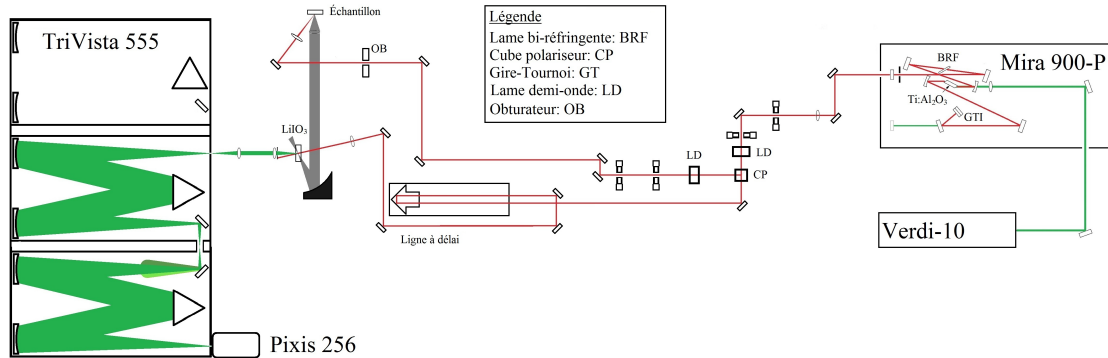 TriVista 555
Échantillon
OB
Légende
Lame bi-réfringente: BRF
Cube polariseur: CP
Gire-Tournoi: GT
Lame demi-onde: LD
Obturateur: OB
Mira 900-P
BRF
Ti:Al₂O₃
GTI
LiIO₃
LD
LD
CP
Ligne à délai
Verdi-10
Pixis 256